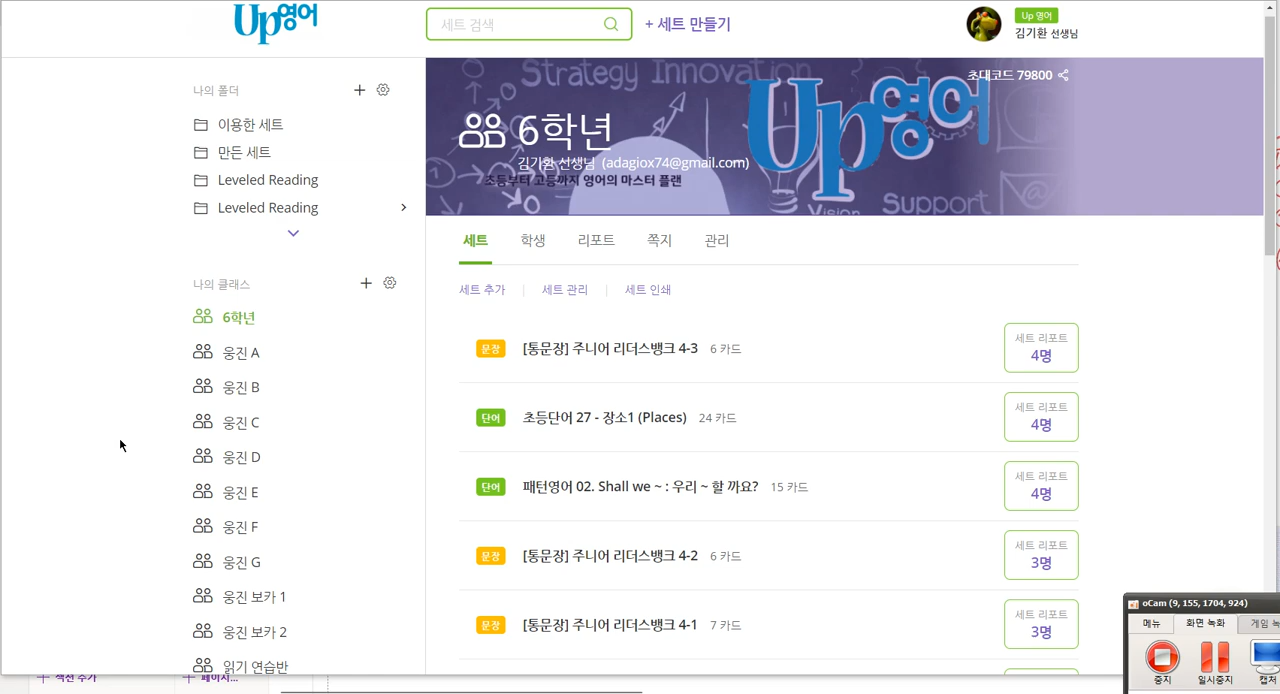 Up영어
세트 검색
+ 세트 만들기
Up 영어
김기환 선생님
나의 폴더
이용한 세트
만든 세트
Leveled Reading
Leveled Reading
나의 클래스
6학년
웅진 A
웅진 B
웅진 C
웅진 D
웅진 E
웅진 F
웅진 G
웅진 보카 1
웅진 보카 2
읽기 연습반
Strategy Innovation
초대코드 79800
Up영어
6학년
김기환 선생님 (adagiox74@gmail.com)
초등부터 고등까지 영어의 마스터 플랜
Vision Support
세트 학생 리포트 쪽지 관리
세트 추가 세트 관리 세트 인쇄
문장 [통문장] 주니어 리더스뱅크 4-3 6 카드 세트 리포트 4명
단어 초등단어 27 - 장소1 (Places) 24 카드 세트 리포트 4명
단어 패턴영어 02. Shall we ~ : 우리 ~ 할 까요? 15 카드 세트 리포트 4명
문장 [통문장] 주니어 리더스뱅크 4-2 6 카드 세트 리포트 3명
문장 [통문장] 주니어 리더스뱅크 4-1 7 카드 세트 리포트 3명
oCam (9, 155, 1704, 924)
메뉴 화면 녹화 게임
중지 일시중지 캡처
+ 섹션 추가 + 페이지...